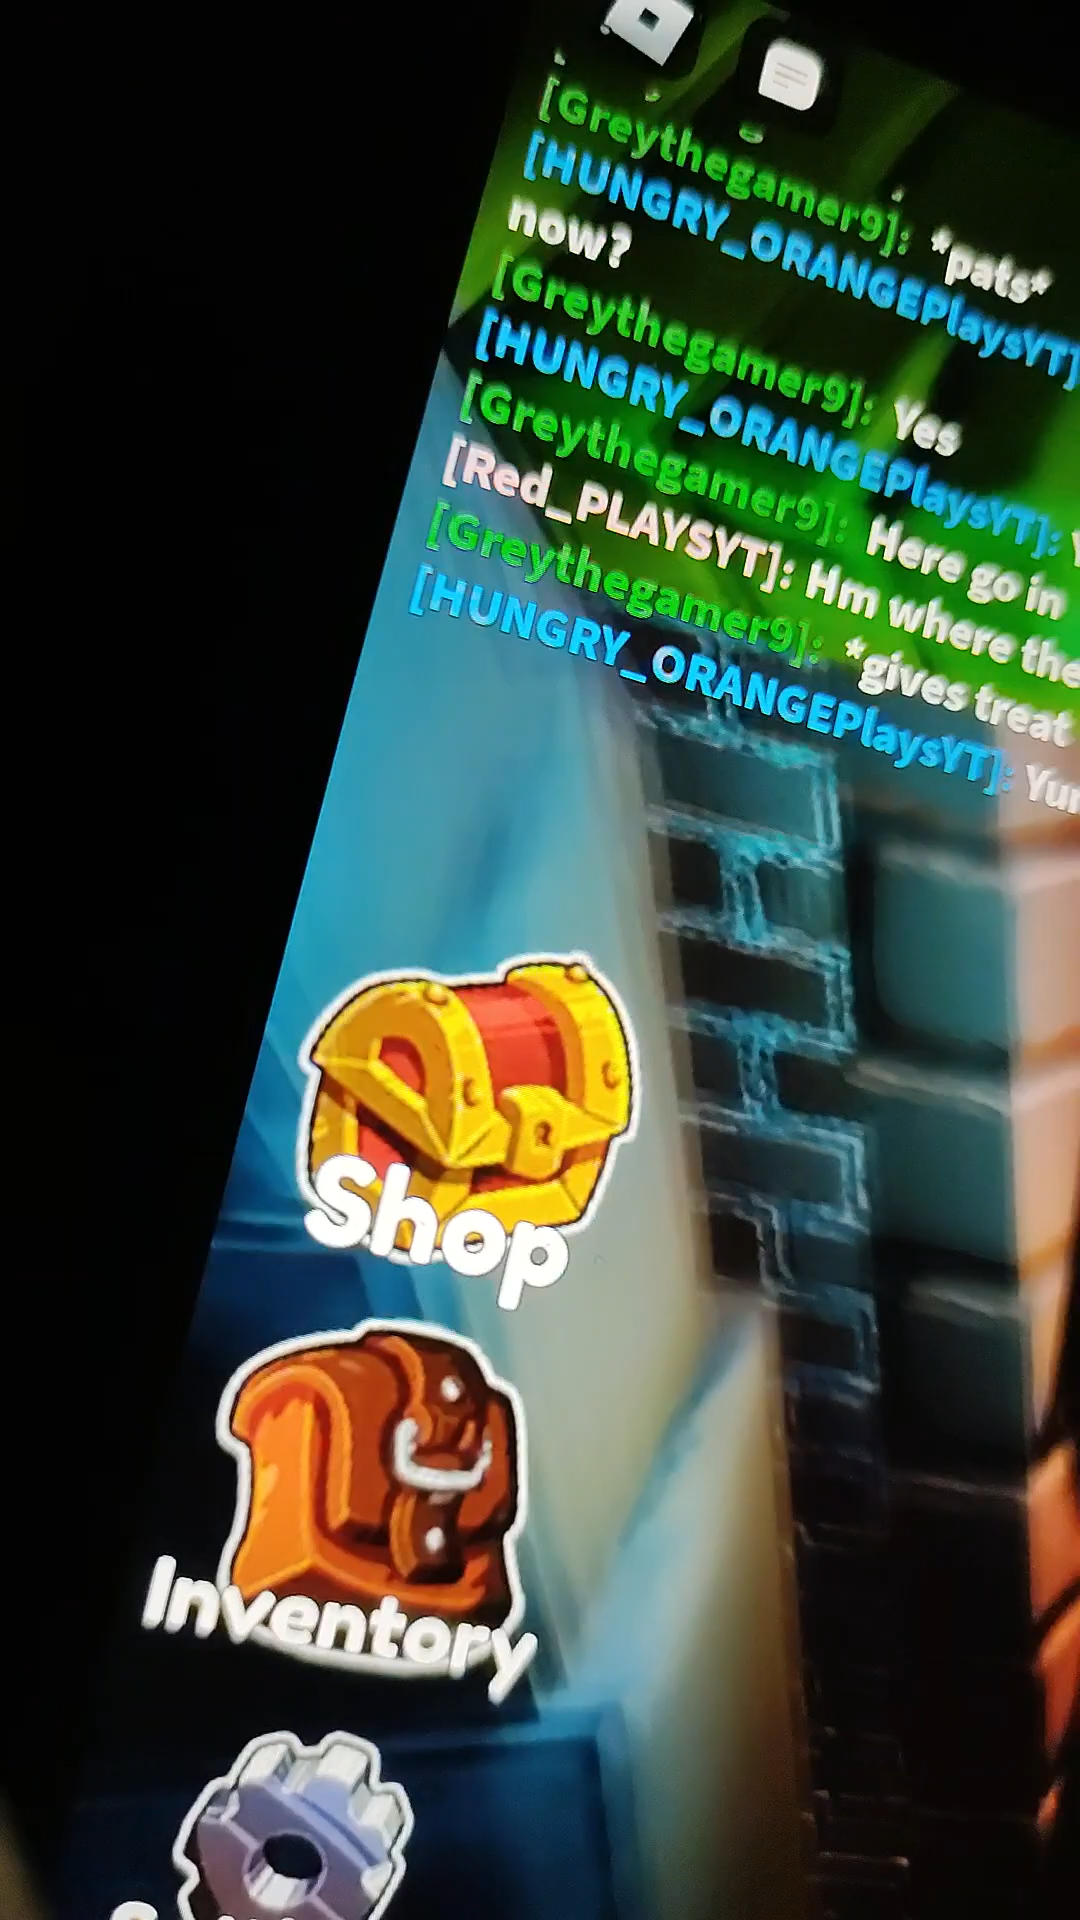 [Greythegamer9]: *pats*
[HUNGRY_ORANGEPlaysYT]
now?
[Greythegamer9]: Yes
[HUNGRY_ORANGEPlaysYT]:
[Greythegamer9]: Here go in
[Red_PLAYSYT]: Hm where the
[Greythegamer9]: *gives treat
[HUNGRY_ORANGEPlaysYT]:
Shop
Inventory